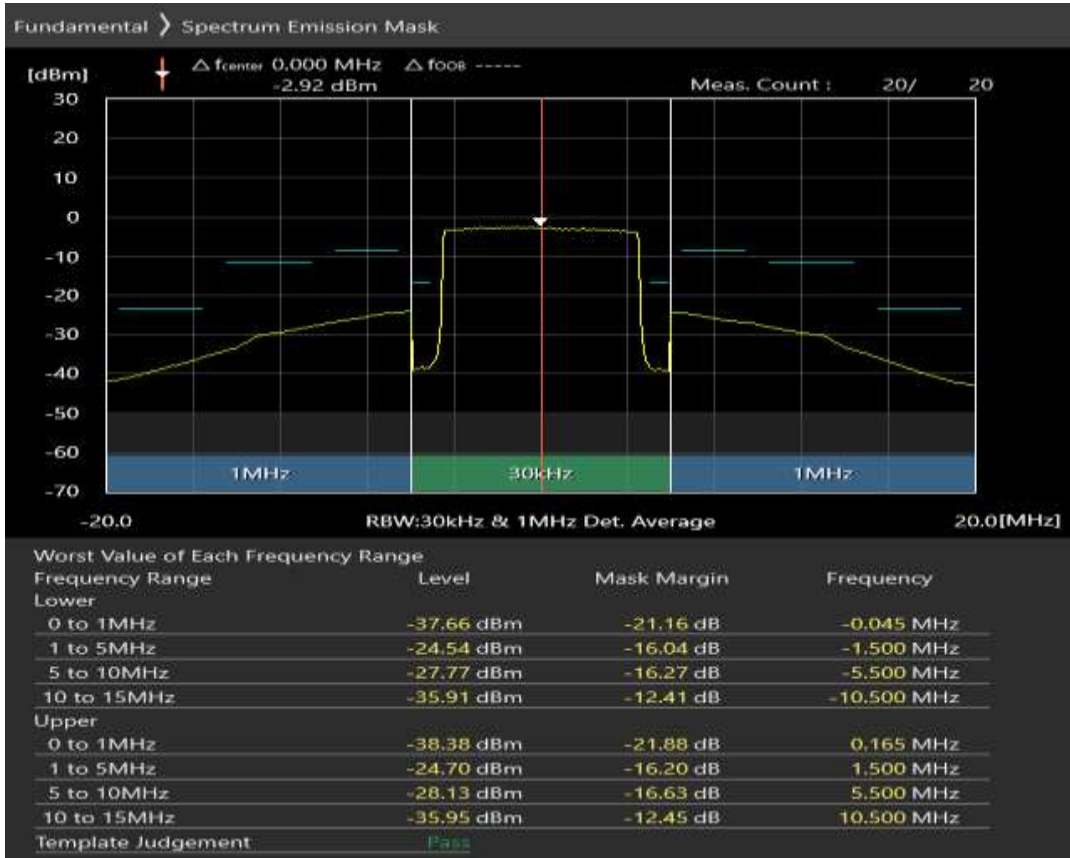 Fundamental ❯ Spectrum Emission Mask
△ fcenter 0.000 MHz △ fOOB -----
[dBm]
-2.92 dBm
Meas. Count : 20/ 20
30
20
10
0
-10
-20
-30
-40
-50
-60
-70
1MHz 30kHz 1MHz
-20.0 RBW:30kHz & 1MHz Det. Average 20.0[MHz]
Worst Value of Each Frequency Range
Frequency Range Level Mask Margin Frequency
Lower
0 to 1MHz -37.66 dBm -21.16 dB -0.045 MHz
1 to 5MHz -24.54 dBm -16.04 dB -1.500 MHz
5 to 10MHz -27.77 dBm -16.27 dB -5.500 MHz
10 to 15MHz -35.91 dBm -12.41 dB -10.500 MHz
Upper
0 to 1MHz -38.38 dBm -21.88 dB 0.165 MHz
1 to 5MHz -24.70 dBm -16.20 dB 1.500 MHz
5 to 10MHz -28.13 dBm -16.63 dB 5.500 MHz
10 to 15MHz -35.95 dBm -12.45 dB 10.500 MHz
Template Judgement Pass